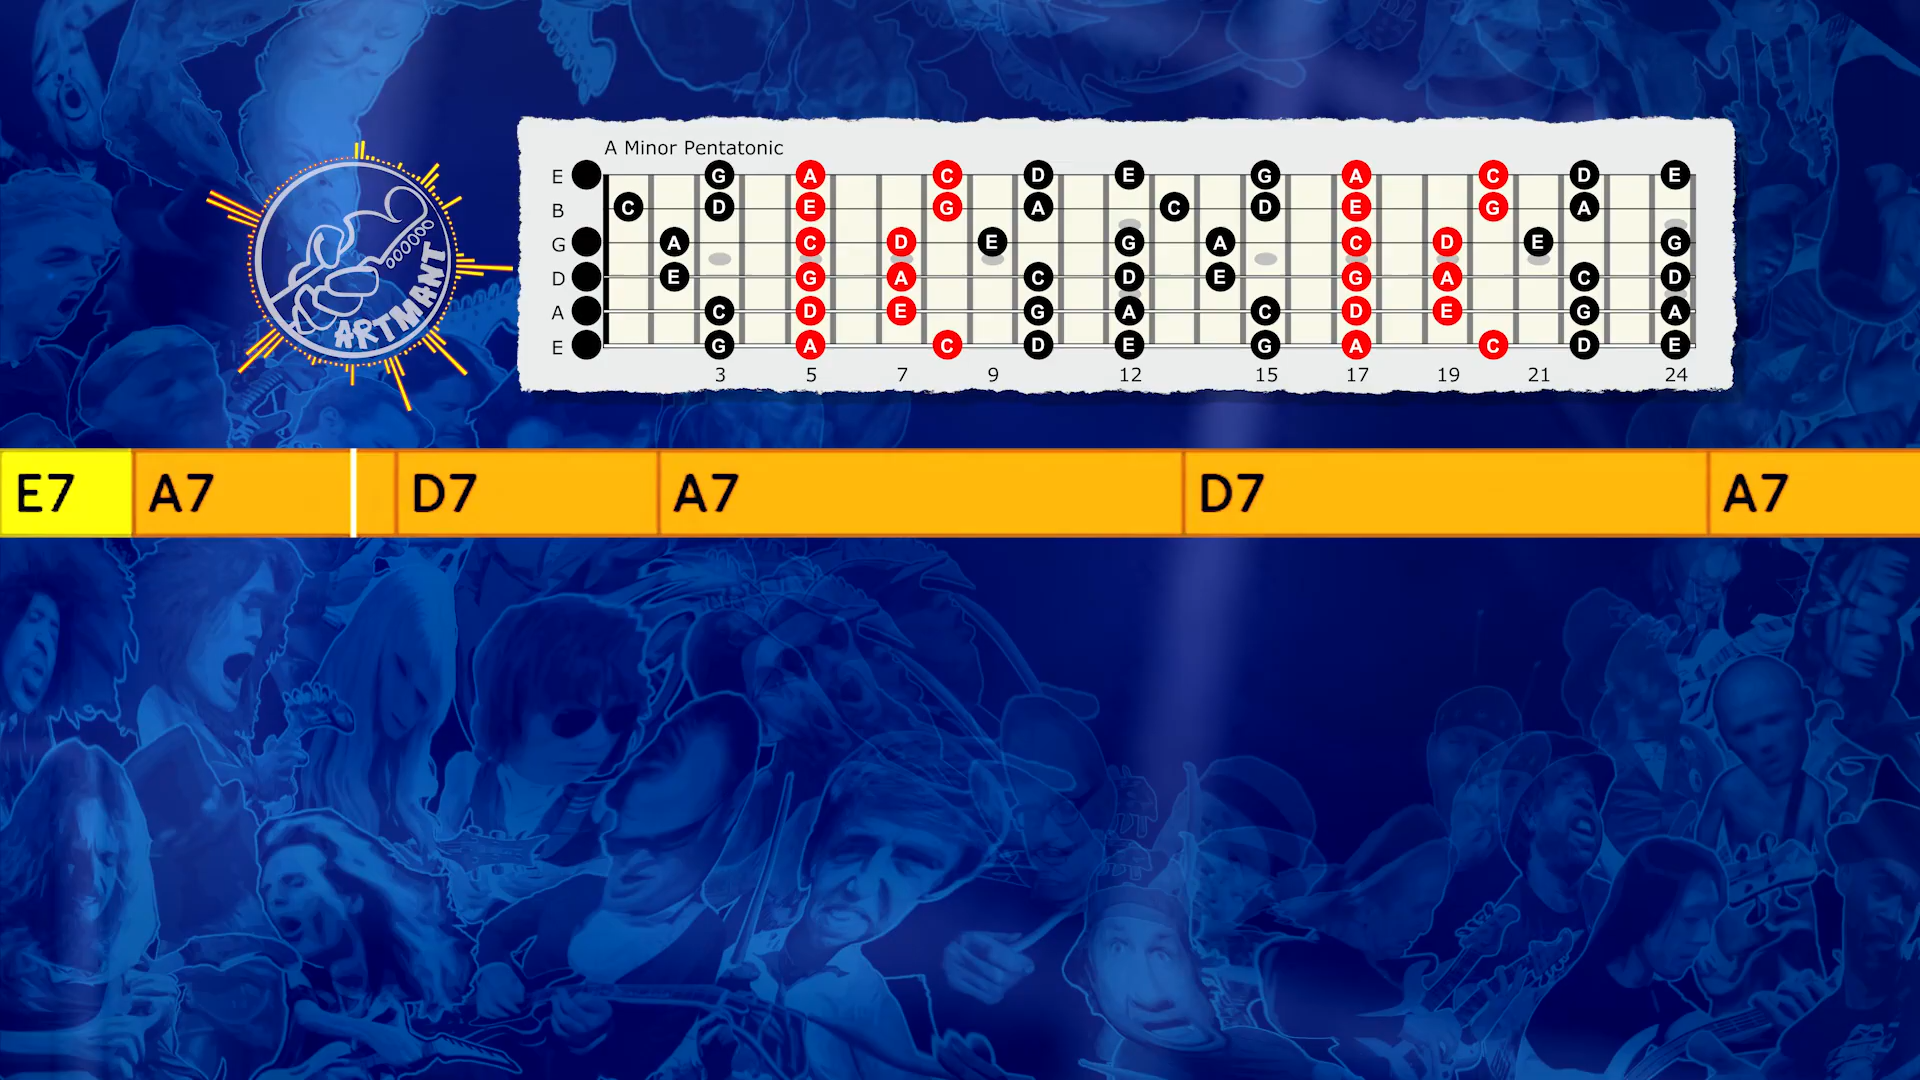 A Minor Pentatonic
E G A C D E G A C D E
B C D E G A C D E G A
G A C D E G A C D E G
D E G A C D E G A C D
A C D E G A C D E G A
E G A C D E G A C D E
3 5 7 9 12 15 17 19 21 24
ARTMANT
E7 A7 D7 A7 D7 A7